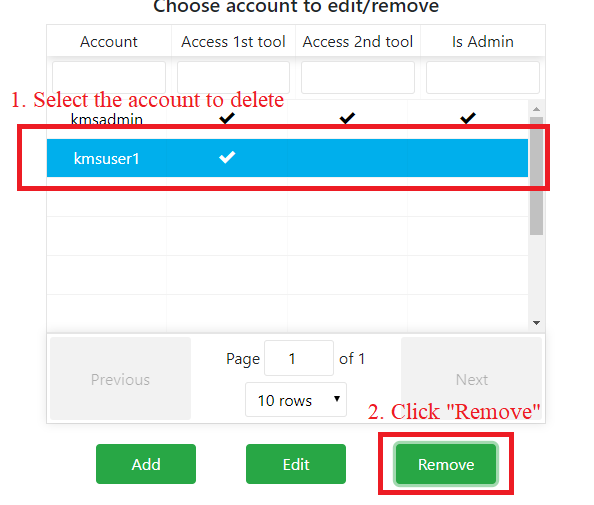 Choose account to edit/remove
Account Access 1st tool Access 2nd tool Is Admin
1. Select the account to delete
kmsadmin
kmsuser1
Page 1 of 1
Previous Next
10 rows
2. Click "Remove"
Add Edit Remove